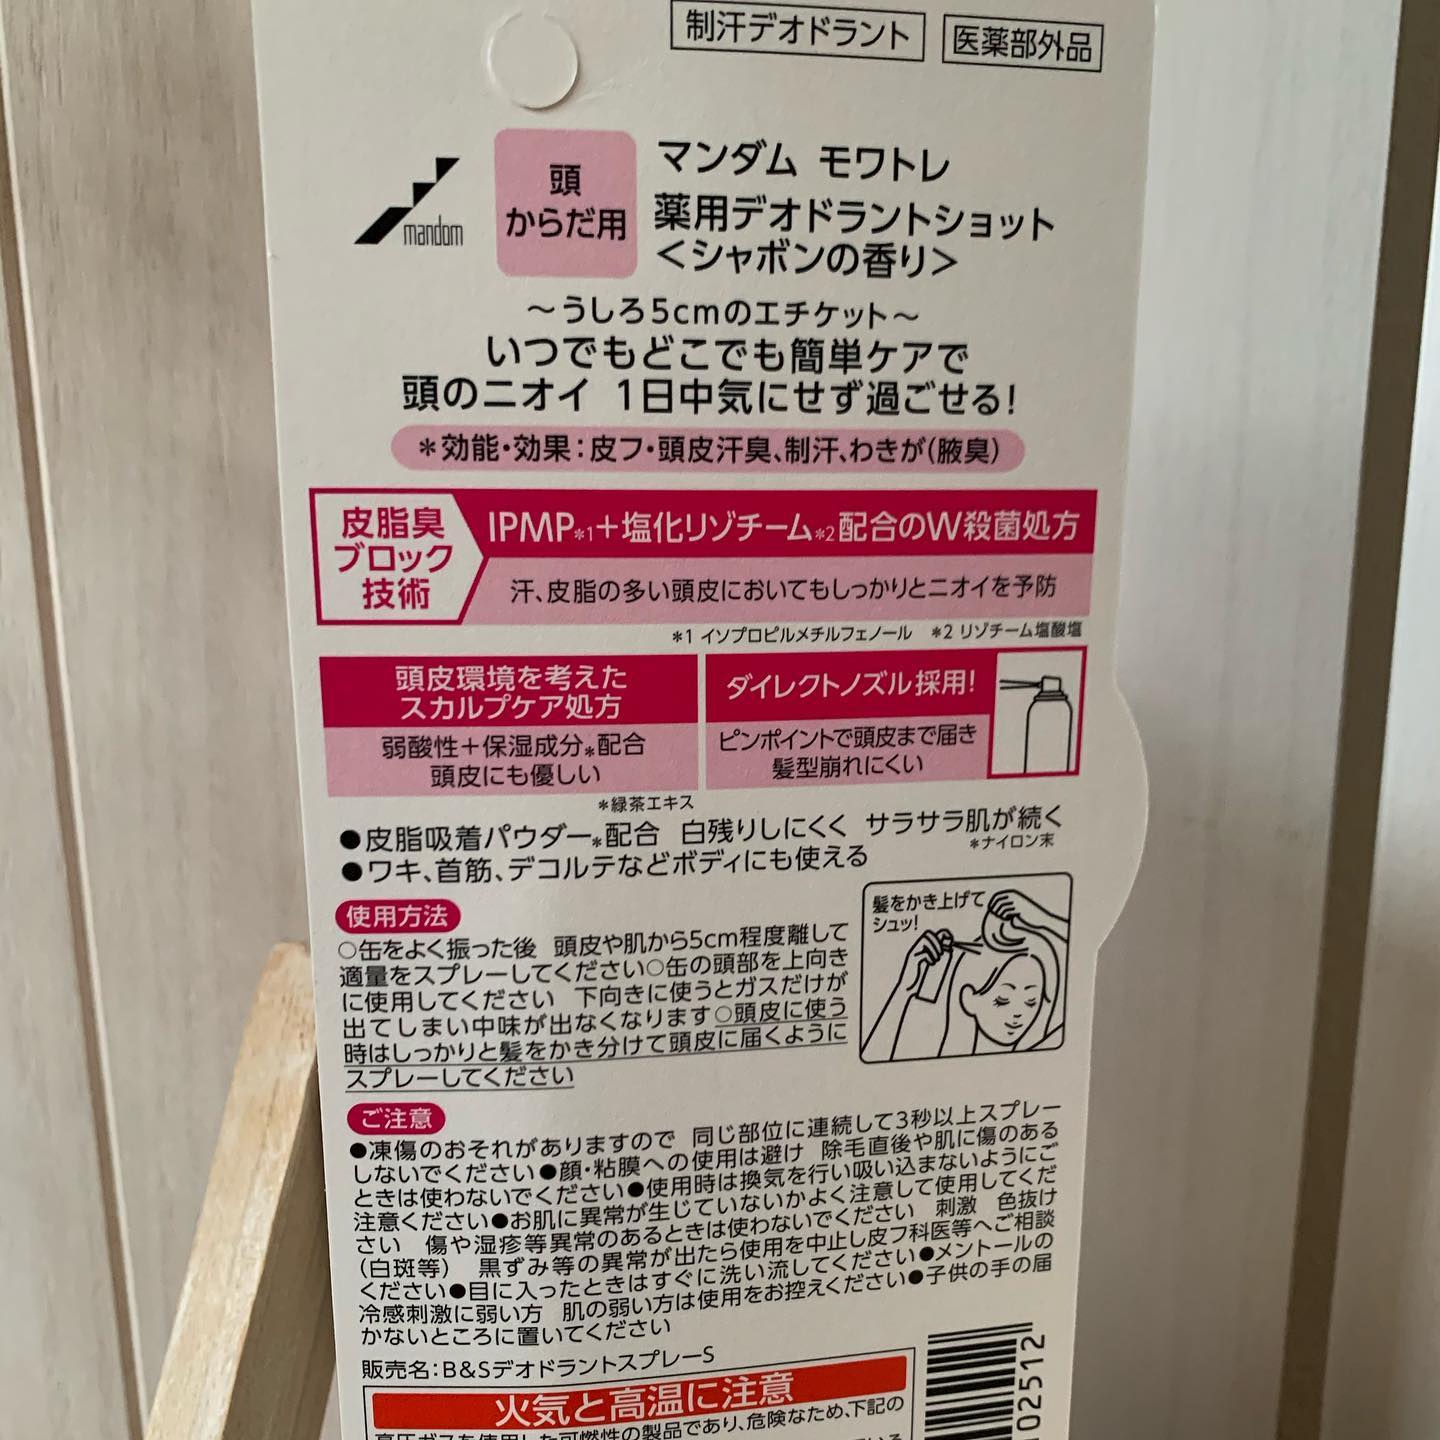 制汗デオドラント 医薬部外品
mandom
頭
からだ用
マンダム モワトレ
薬用デオドラントショット
<シャボンの香り>
〜うしろ5cmのエチケット〜
いつでもどこでも簡単ケアで
頭のニオイ 1日中気にせず過ごせる!
*効能・効果:皮フ・頭皮汗臭、制汗、わきが(腋臭)
皮脂臭
ブロック
技術
IPMP*1+塩化リゾチーム*2配合のW殺菌処方
汗、皮脂の多い頭皮においてもしっかりとニオイを予防
*1 イソプロピルメチルフェノール *2 リゾチーム塩酸塩
頭皮環境を考えた
スカルプケア処方
弱酸性+保湿成分*配合
頭皮にも優しい
*緑茶エキス
ダイレクトノズル採用!
ピンポイントで頭皮まで届き
髪型崩れにくい
●皮脂吸着パウダー*配合 白残りしにくく サラサラ肌が続く
*ナイロン末
●ワキ、首筋、デコルテなどボディにも使える
使用方法
○缶をよく振った後 頭皮や肌から5cm程度離して
適量をスプレーしてください○缶の頭部を上向き
に使用してください 下向きに使うとガスだけが
出てしまい中味が出なくなります○頭皮に使う
時はしっかりと髪をかき分けて頭皮に届くように
スプレーしてください
髪をかき上げて
シュッ!
ご注意
●凍傷のおそれがありますので 同じ部位に連続して3秒以上スプレー
しないでください●顔・粘膜への使用は避け 除毛直後や肌に傷のある
ときは使わないでください●使用時は換気を行い吸い込まないようにご
注意ください●お肌に異常が生じていないかよく注意して使用してくだ
さい 傷や湿疹等異常のあるときは使わないでください 刺激 色抜け
(白斑等) 黒ずみ等の異常が出たら使用を中止し皮フ科医等へご相談
ください●目に入ったときはすぐに洗い流してください●メントールの
冷感刺激に弱い方 肌の弱い方は使用をお控えください●子供の手の届
かないところに置いてください
販売名:B&SデオドラントスプレーS
火気と高温に注意
高圧ガスを使用した可燃性の製品であり、危険なため、下記の
02512